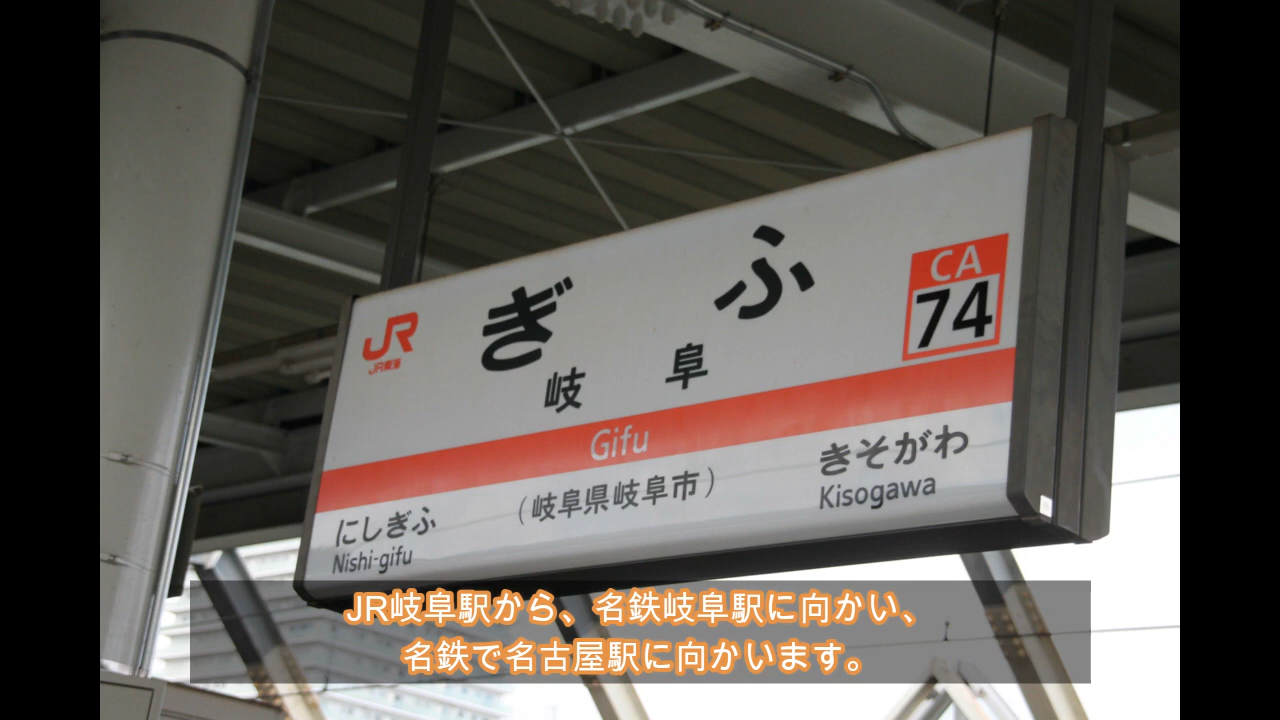 JR
JR東海
ぎふ
CA
74
岐阜
Gifu
(岐阜県岐阜市)
にしぎふ
Nishi-gifu
きそがわ
Kisogawa
JR岐阜駅から、名鉄岐阜駅に向かい、
名鉄で名古屋駅に向かいます。